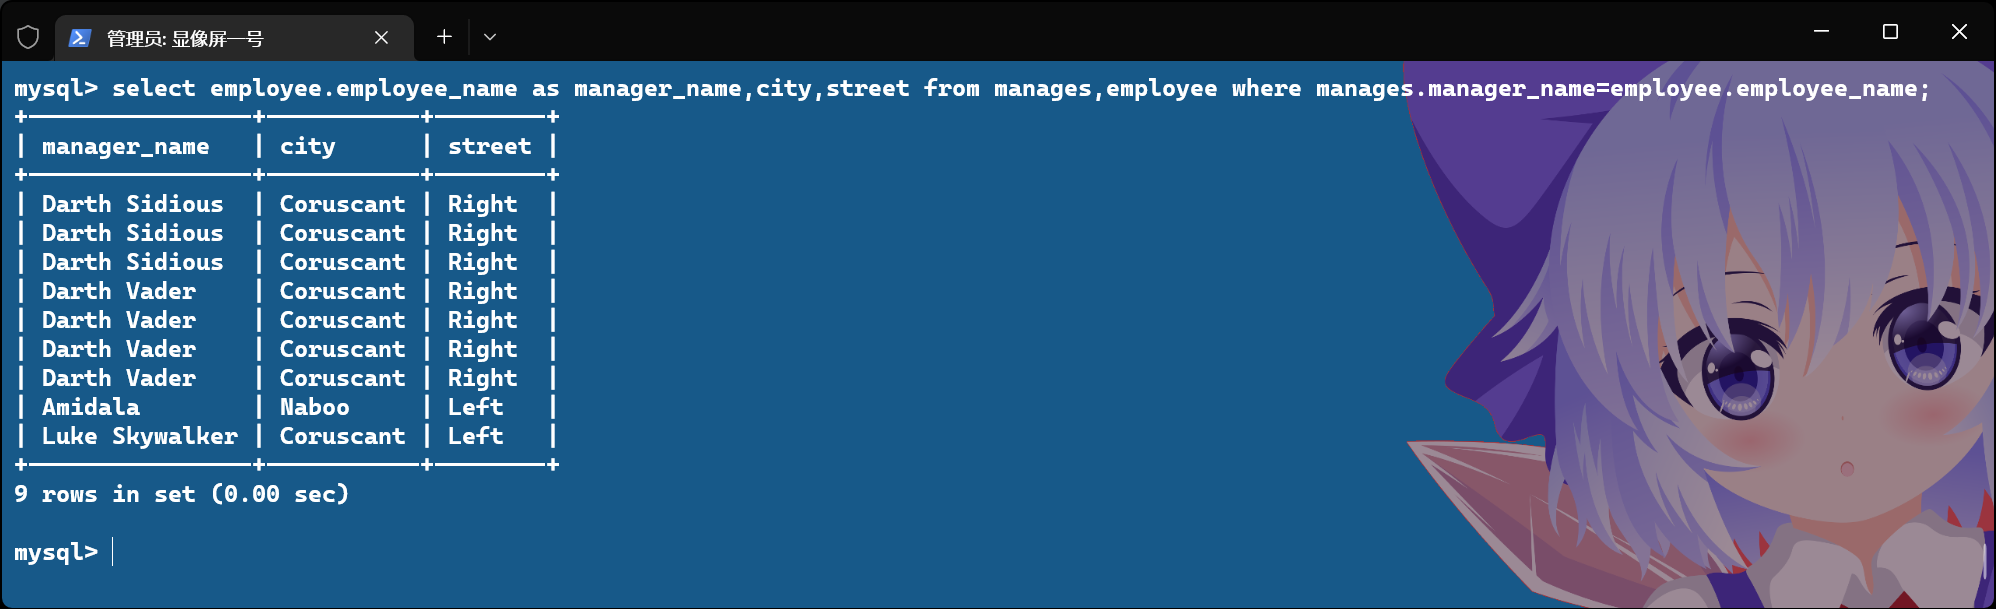 管理员: 显像屏一号
mysql> select employee.employee_name as manager_name,city,street from manages,employee where manages.manager_name=employee.employee_name;
+----------------+-----------+--------+
| manager_name   | city      | street |
+----------------+-----------+--------+
| Darth Sidious  | Coruscant | Right  |
| Darth Sidious  | Coruscant | Right  |
| Darth Sidious  | Coruscant | Right  |
| Darth Vader    | Coruscant | Right  |
| Darth Vader    | Coruscant | Right  |
| Darth Vader    | Coruscant | Right  |
| Darth Vader    | Coruscant | Right  |
| Amidala        | Naboo     | Left   |
| Luke Skywalker | Coruscant | Left   |
+----------------+-----------+--------+
9 rows in set (0.00 sec)
mysql>